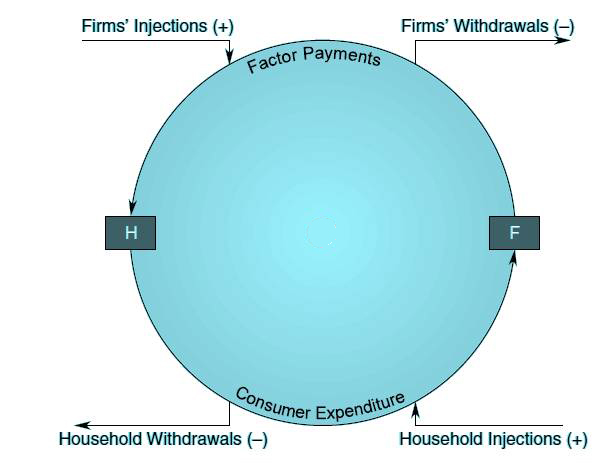 Firms’ Injections (+)
Firms’ Withdrawals (–)
Factor Payments
H
F
Consumer Expenditure
Household Withdrawals (–)
Household Injections (+)